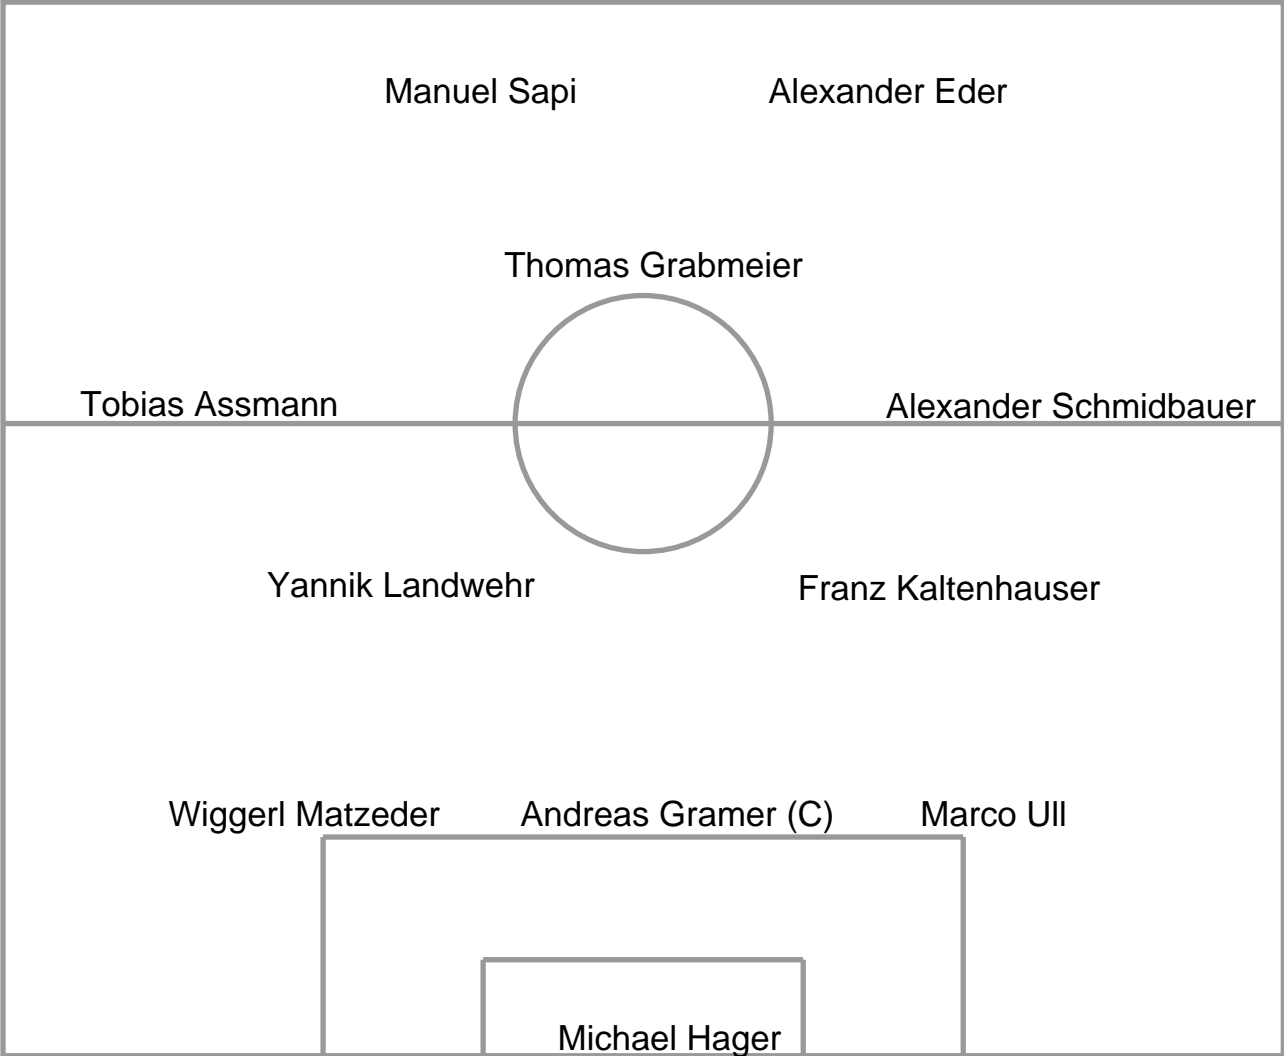 Manuel Sapi
Alexander Eder
Thomas Grabmeier
Tobias Assmann
Alexander Schmidbauer
Yannik Landwehr
Franz Kaltenhauser
Wiggerl Matzeder
Andreas Gramer (C)
Marco Ull
Michael Hager